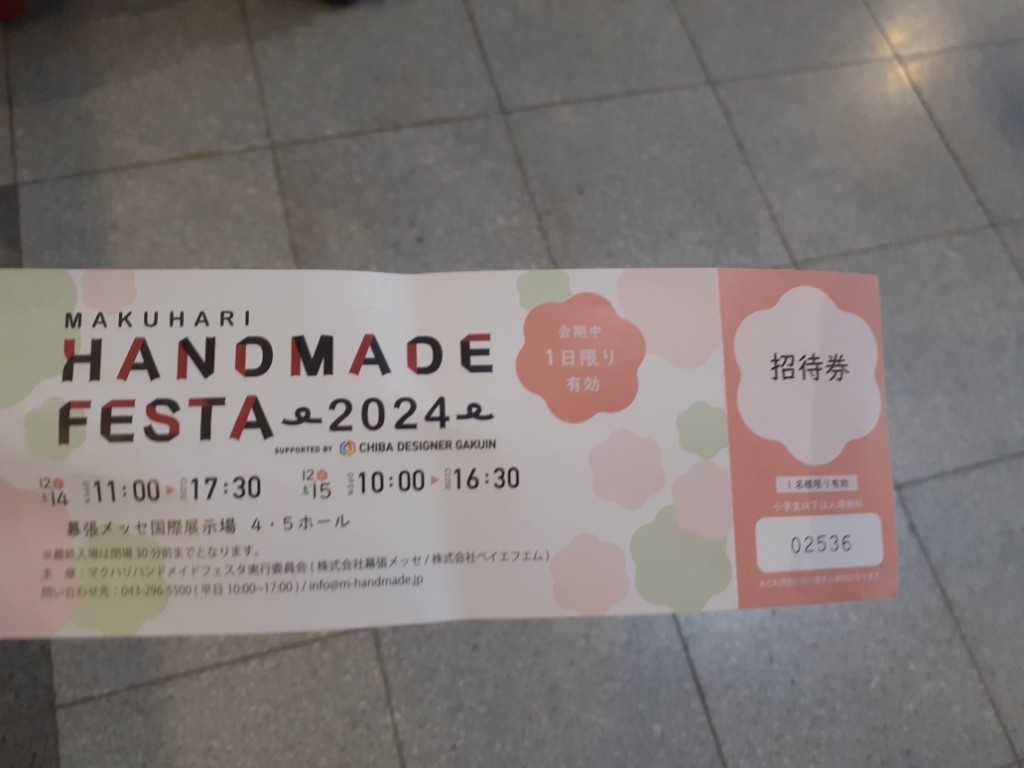 MAKUHARI
HANDMADE
FESTA 2024
SUPPORTED BY CHIBA DESIGNER GAKUIN
12 土 14 OPEN 11:00 ▶ CLOSE 17:30 12 日 15 OPEN 10:00 ▶ CLOSE 16:30
幕張メッセ国際展示場 4・5ホール
※最終入場は閉場30分前までとなります。
主 催:マクハリハンドメイドフェスタ実行委員会(株式会社幕張メッセ/株式会社ベイエフエム)
問い合わせ先:043-296-5500(平日 10:00~17:00)/ info@m-handmade.jp
会期中
1日限り
有効
招待券
1名様限り有効
小学生以下は入場無料
02536